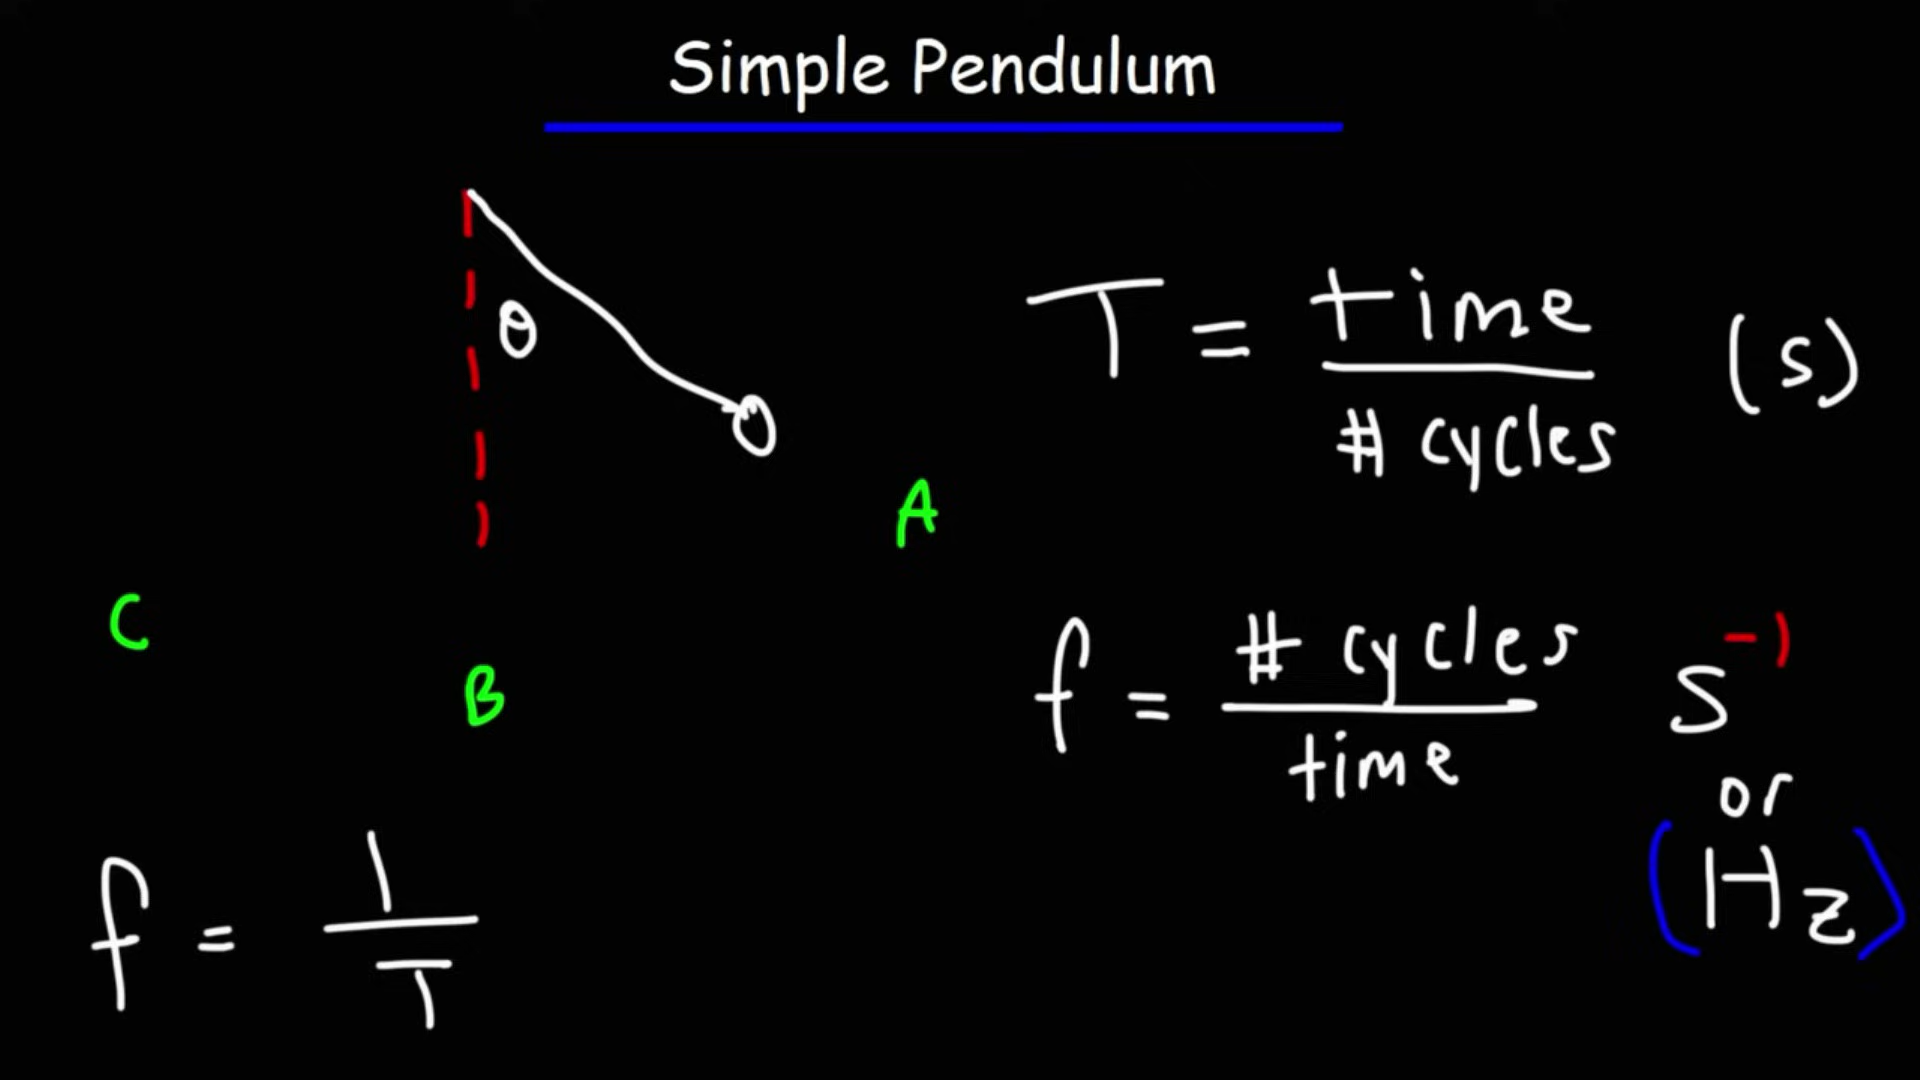 Simple Pendulum
θ
T = time / # cycles (s)
A
C
B
f = # cycles / time s⁻¹
or
(Hz)
f = 1 / T